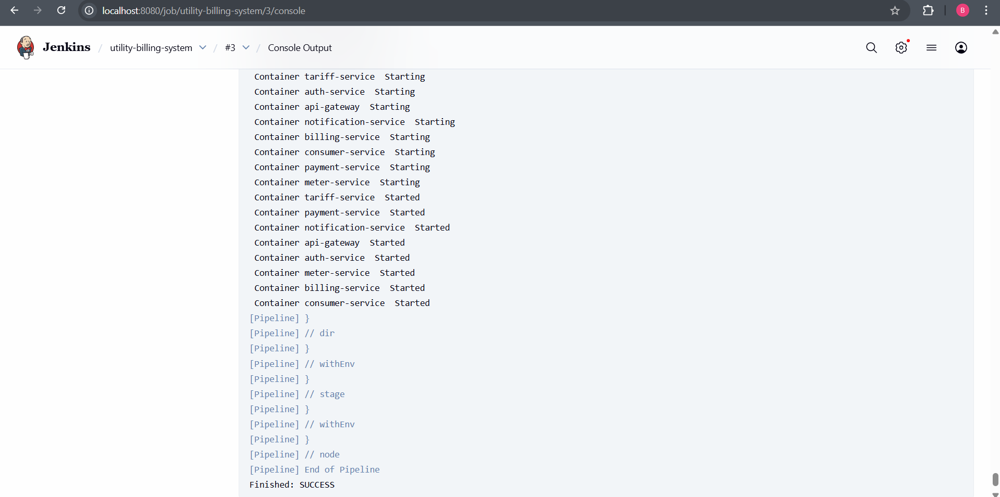 localhost:8080/job/utility-billing-system/3/console
B
Jenkins / utility-billing-system / #3 / Console Output
Container tariff-service  Starting
Container auth-service  Starting
Container api-gateway  Starting
Container notification-service  Starting
Container billing-service  Starting
Container consumer-service  Starting
Container payment-service  Starting
Container meter-service  Starting
Container tariff-service  Started
Container payment-service  Started
Container notification-service  Started
Container api-gateway  Started
Container auth-service  Started
Container meter-service  Started
Container billing-service  Started
Container consumer-service  Started
[Pipeline] }
[Pipeline] // dir
[Pipeline] }
[Pipeline] // withEnv
[Pipeline] }
[Pipeline] // stage
[Pipeline] }
[Pipeline] // withEnv
[Pipeline] }
[Pipeline] // node
[Pipeline] End of Pipeline
Finished: SUCCESS